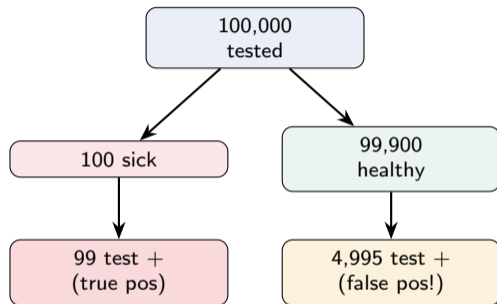 100,000
tested
100 sick
99,900
healthy
99 test +
(true pos)
4,995 test +
(false pos!)